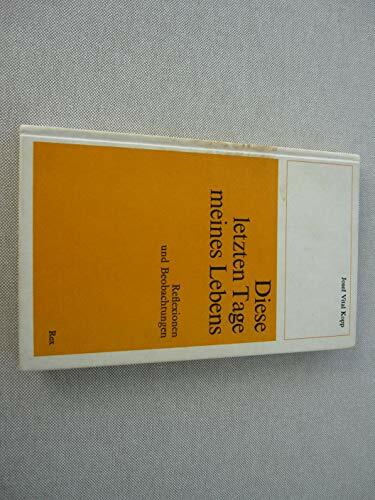 Josef Vital Kopp
Diese
letzten Tage
meines Lebens
Reflexionen
und Beobachtungen
Rex